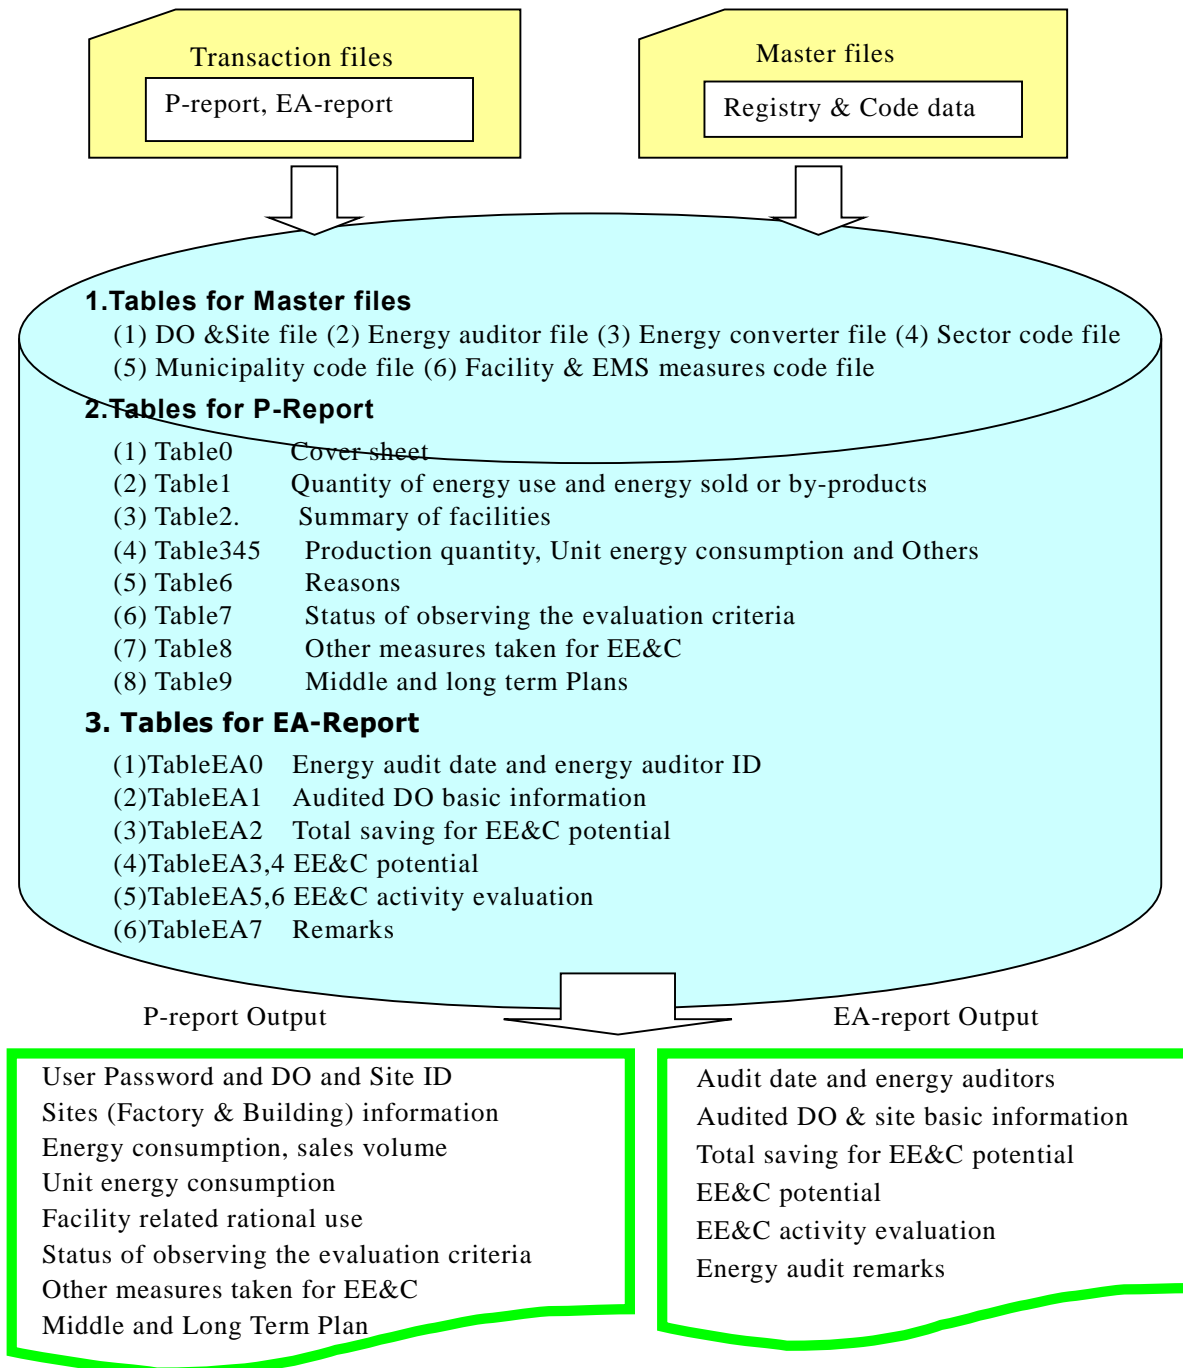 Transaction files
P-report, EA-report
Master files
Registry & Code data
1.Tables for Master files
(1) DO &Site file (2) Energy auditor file (3) Energy converter file (4) Sector code file
(5) Municipality code file (6) Facility & EMS measures code file
2.Tables for P-Report
(1) Table0 Cover sheet
(2) Table1 Quantity of energy use and energy sold or by-products
(3) Table2. Summary of facilities
(4) Table345 Production quantity, Unit energy consumption and Others
(5) Table6 Reasons
(6) Table7 Status of observing the evaluation criteria
(7) Table8 Other measures taken for EE&C
(8) Table9 Middle and long term Plans
3. Tables for EA-Report
(1)TableEA0 Energy audit date and energy auditor ID
(2)TableEA1 Audited DO basic information
(3)TableEA2 Total saving for EE&C potential
(4)TableEA3,4 EE&C potential
(5)TableEA5,6 EE&C activity evaluation
(6)TableEA7 Remarks
P-report Output
User Password and DO and Site ID
Sites (Factory & Building) information
Energy consumption, sales volume
Unit energy consumption
Facility related rational use
Status of observing the evaluation criteria
Other measures taken for EE&C
Middle and Long Term Plan
EA-report Output
Audit date and energy auditors
Audited DO & site basic information
Total saving for EE&C potential
EE&C potential
EE&C activity evaluation
Energy audit remarks